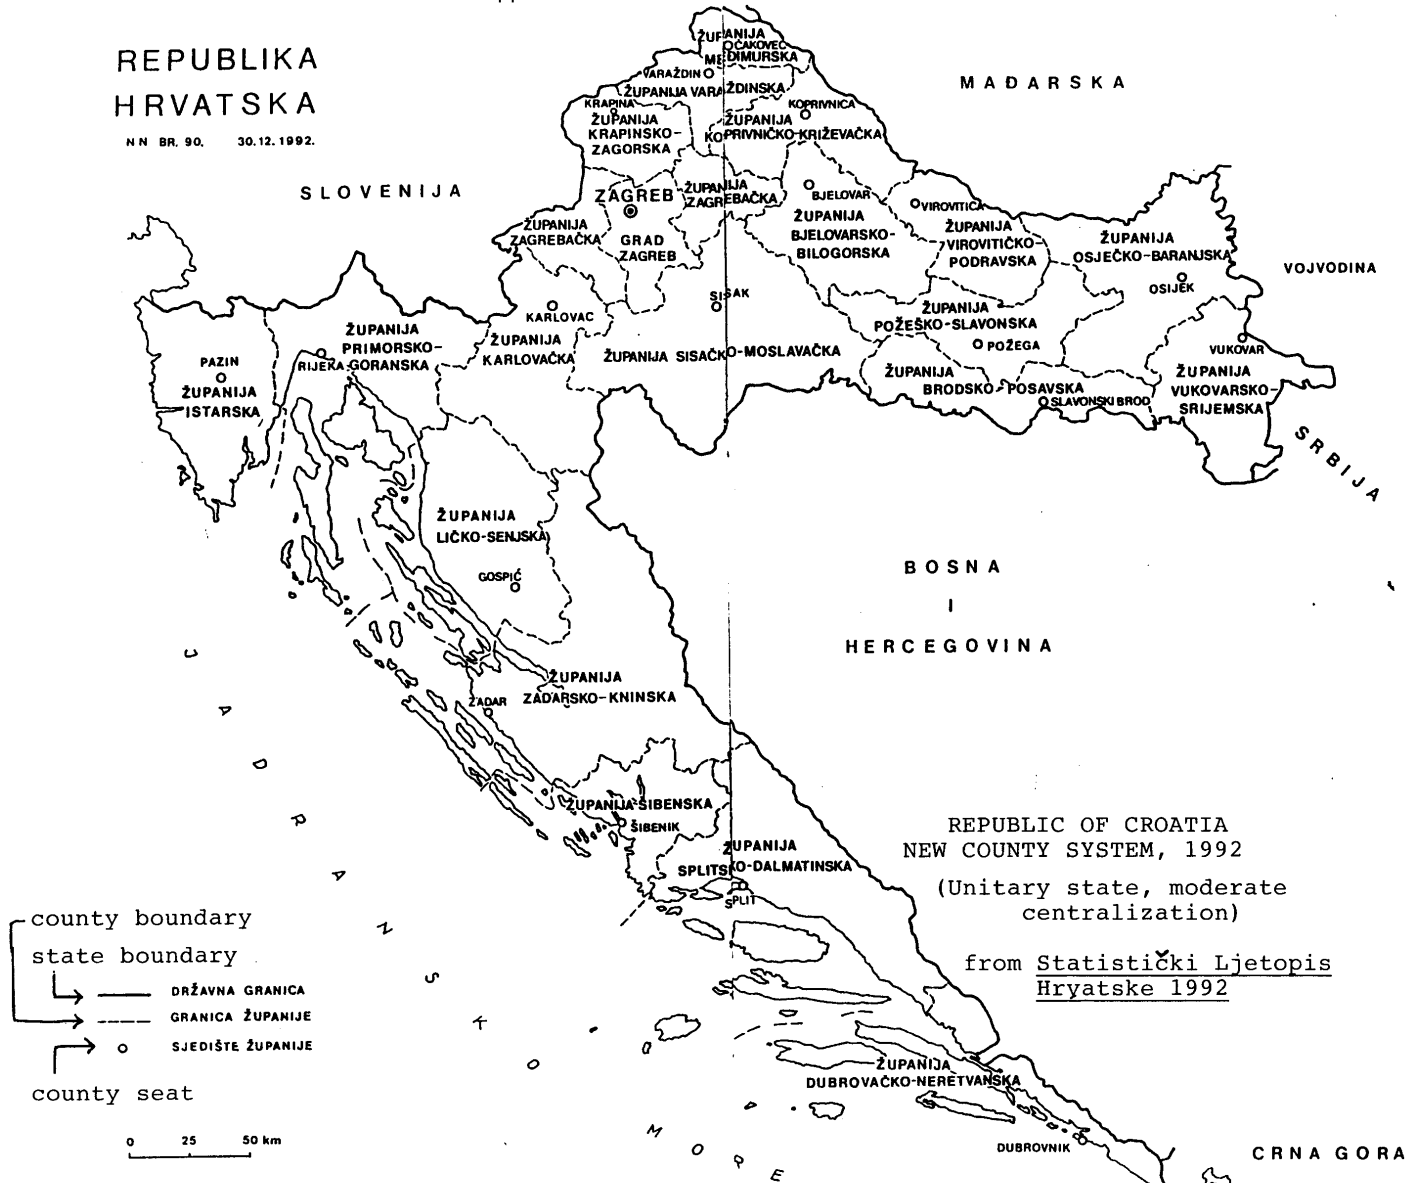 REPUBLIKA
HRVATSKA
NN BR. 90. 30.12.1992.
SLOVENIJA
MAĐARSKA
VOJVODINA
SRBIJA
BOSNA
I
HERCEGOVINA
CRNA GORA
JADRANSKO MORE
ŽUPANIJA
MEĐIMURSKA
ČAKOVEC
VARAŽDIN
ŽUPANIJA VARAŽDINSKA
KRAPINA
ŽUPANIJA
KRAPINSKO-
ZAGORSKA
KOPRIVNICA
ŽUPANIJA
KOPRIVNIČKO-KRIŽEVAČKA
ZAGREB
GRAD
ZAGREB
ŽUPANIJA
ZAGREBAČKA
ŽUPANIJA
ZAGREBAČKA
BJELOVAR
ŽUPANIJA
BJELOVARSKO-
BILOGORSKA
VIROVITICA
ŽUPANIJA
VIROVITIČKO-
PODRAVSKA
ŽUPANIJA
OSJEČKO-BARANJSKA
OSIJEK
ŽUPANIJA
POŽEŠKO-SLAVONSKA
POŽEGA
ŽUPANIJA
BRODSKO-POSAVSKA
SLAVONSKI BROD
VUKOVAR
ŽUPANIJA
VUKOVARSKO-
SRIJEMSKA
SISAK
ŽUPANIJA SISAČKO-MOSLAVAČKA
KARLOVAC
ŽUPANIJA
KARLOVAČKA
ŽUPANIJA
PRIMORSKO-
GORANSKA
RIJEKA
PAZIN
ŽUPANIJA
ISTARSKA
ŽUPANIJA
LIČKO-SENJSKA
GOSPIĆ
ŽUPANIJA
ZADARSKO-KNINSKA
ZADAR
ŽUPANIJA-ŠIBENSKA
ŠIBENIK
ŽUPANIJA
SPLITSKO-DALMATINSKA
SPLIT
ŽUPANIJA
DUBROVAČKO-NERETVANSKA
DUBROVNIK
REPUBLIC OF CROATIA
NEW COUNTY SYSTEM, 1992
(Unitary state, moderate
centralization)
from Statistički Ljetopis
Hryatske 1992
county boundary
state boundary
DRŽAVNA GRANICA
GRANICA ŽUPANIJE
SJEDIŠTE ŽUPANIJE
county seat
0 25 50 km